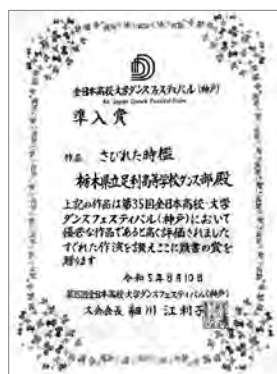 全日本高校・大学ダンスフェスティバル(神戸)
準入賞
作品 さびれた時檻
栃木県立足利高等学校ダンス部殿
上記の作品は第35回全日本高校・大学
ダンスフェスティバル(神戸)において
優秀な作品であると高く評価されました
すぐれた作演を讃えここに頭書の賞を
贈ります
令和5年8月10日
第35回全日本高校・大学ダンスフェスティバル(神戸)
大会会長 細川江利子